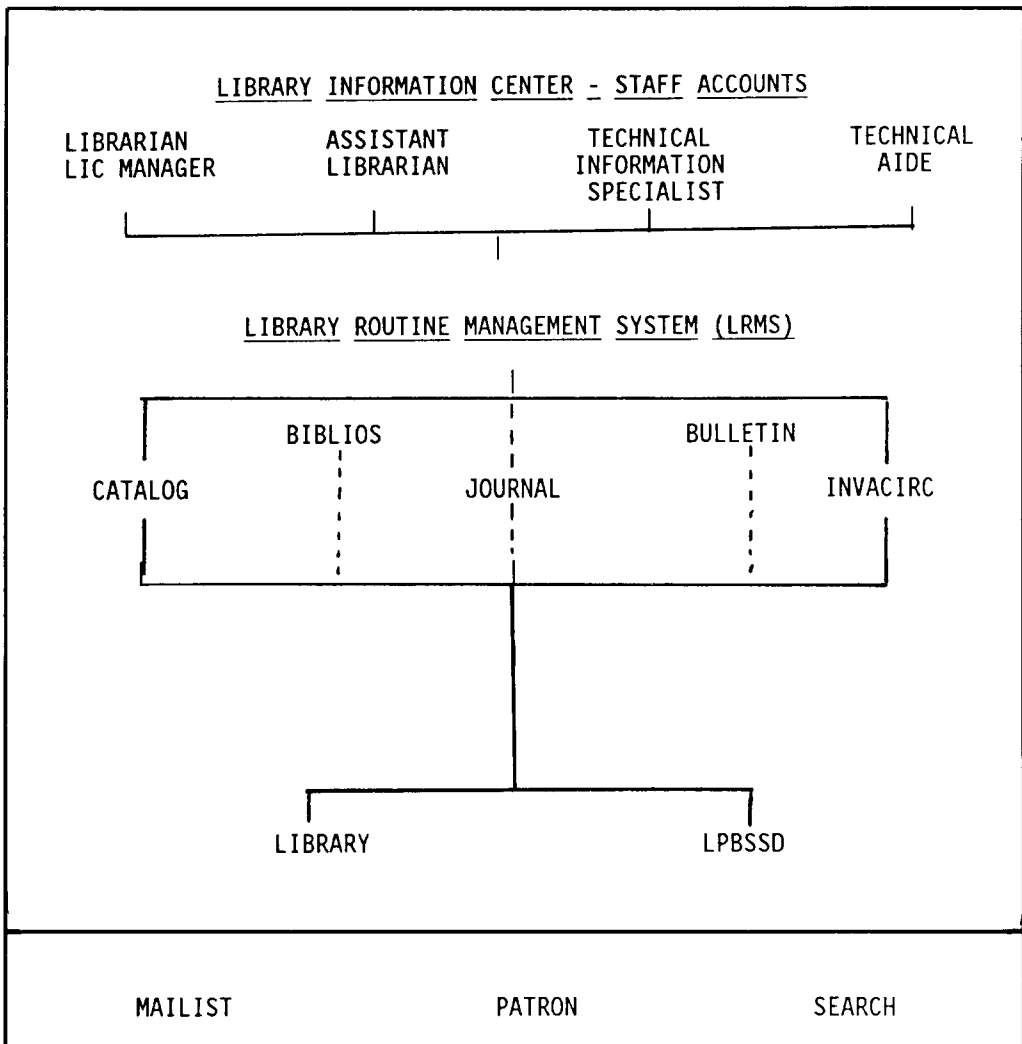 LIBRARY INFORMATION CENTER - STAFF ACCOUNTS
LIBRARIAN
LIC MANAGER
ASSISTANT
LIBRARIAN
TECHNICAL
INFORMATION
SPECIALIST
TECHNICAL
AIDE
LIBRARY ROUTINE MANAGEMENT SYSTEM (LRMS)
BIBLIOS
BULLETIN
CATALOG
JOURNAL
INVACIRC
LIBRARY
LPBSSD
MAILIST
PATRON
SEARCH